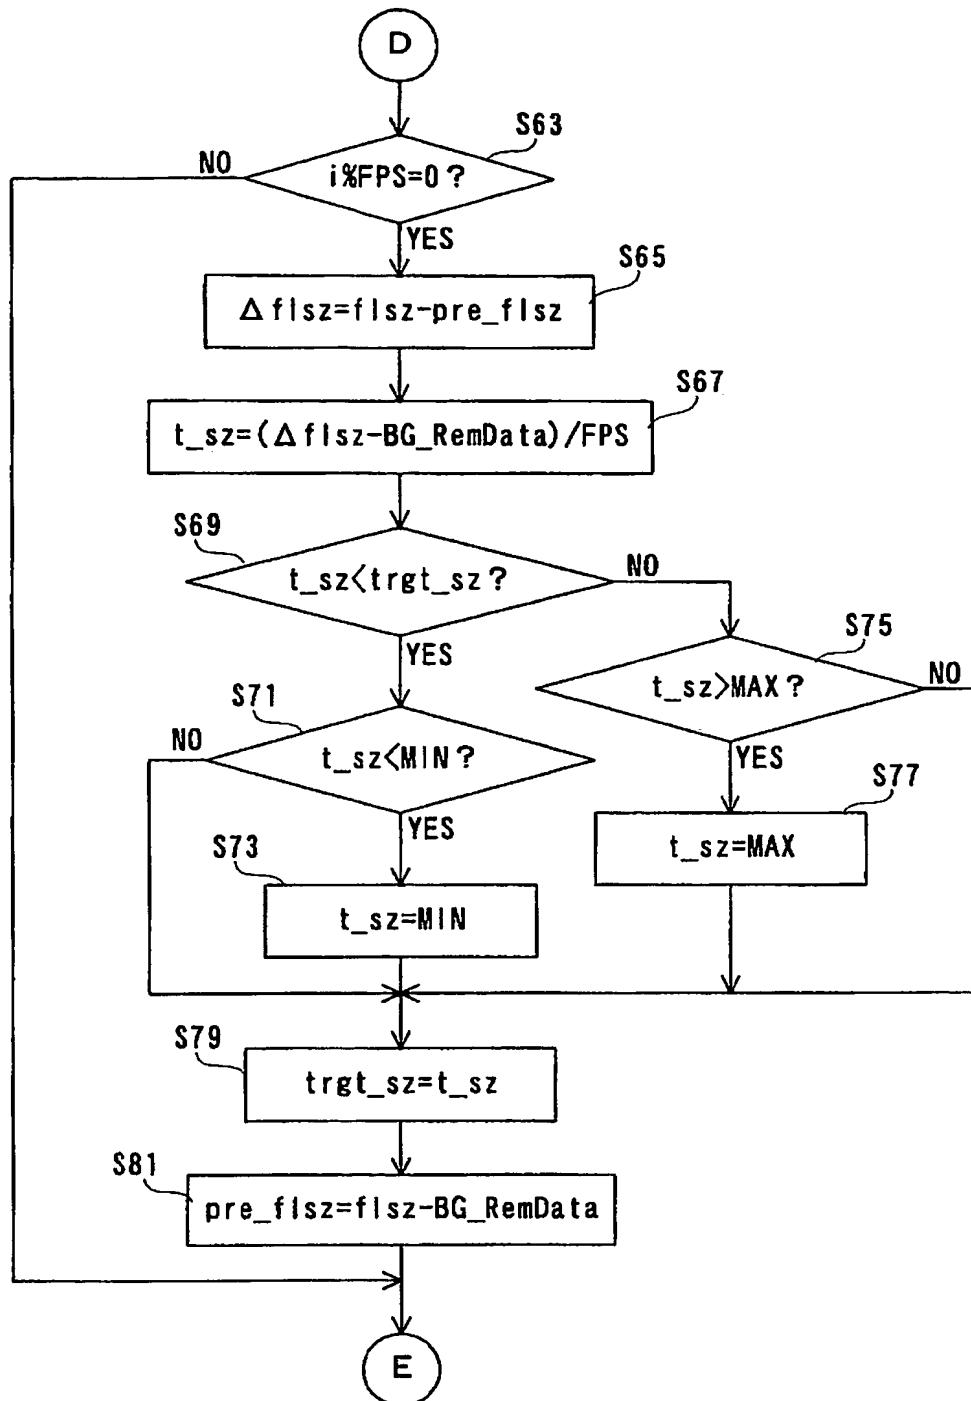 D
S63
NO
i%FPS=0?
YES
S65
Δflsz=flsz-pre_flsz
S67
t_sz=(Δflsz-BG_RemData)/FPS
S69
t_sz<trgt_sz?
NO
YES
S75
t_sz>MAX?
NO
S71
NO
t_sz<MIN?
YES
YES
S77
t_sz=MAX
S73
t_sz=MIN
S79
trgt_sz=t_sz
S81
pre_flsz=flsz-BG_RemData
E